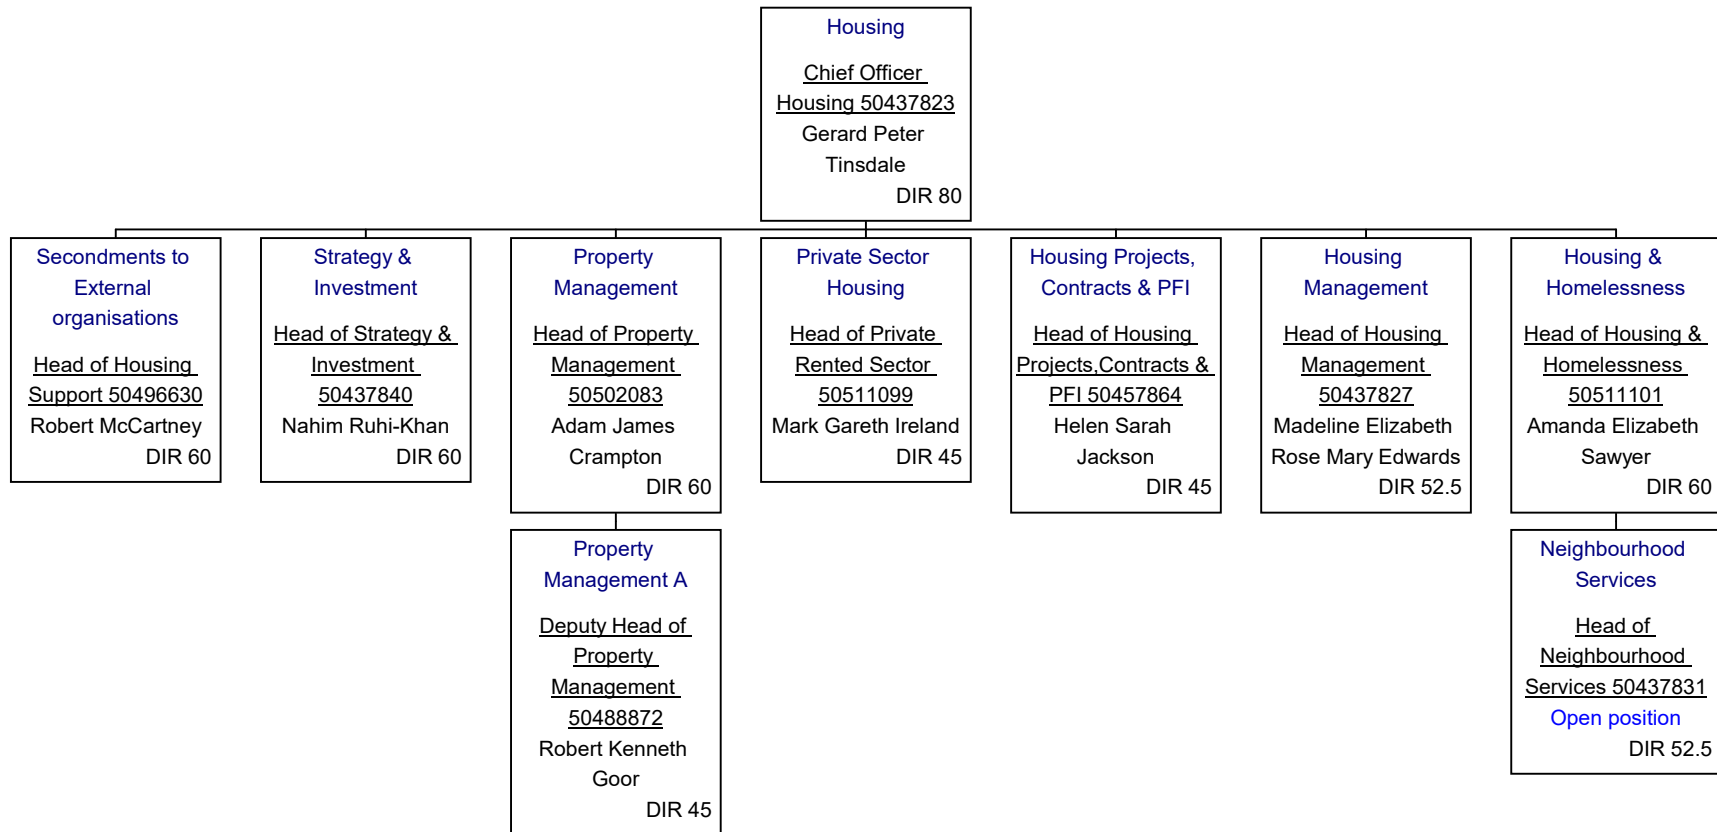 Housing
Chief Officer
Housing 50437823
Gerard Peter
Tinsdale
DIR 80
Secondments to
External
organisations
Head of Housing
Support 50496630
Robert McCartney
DIR 60
Strategy &
Investment
Head of Strategy &
Investment
50437840
Nahim Ruhi-Khan
DIR 60
Property
Management
Head of Property
Management
50502083
Adam James
Crampton
DIR 60
Private Sector
Housing
Head of Private
Rented Sector
50511099
Mark Gareth Ireland
DIR 45
Housing Projects,
Contracts & PFI
Head of Housing
Projects,Contracts &
PFI 50457864
Helen Sarah
Jackson
DIR 45
Housing
Management
Head of Housing
Management
50437827
Madeline Elizabeth
Rose Mary Edwards
DIR 52.5
Housing &
Homelessness
Head of Housing &
Homelessness
50511101
Amanda Elizabeth
Sawyer
DIR 60
Property
Management A
Deputy Head of
Property
Management
50488872
Robert Kenneth
Goor
DIR 45
Neighbourhood
Services
Head of
Neighbourhood
Services 50437831
Open position
DIR 52.5